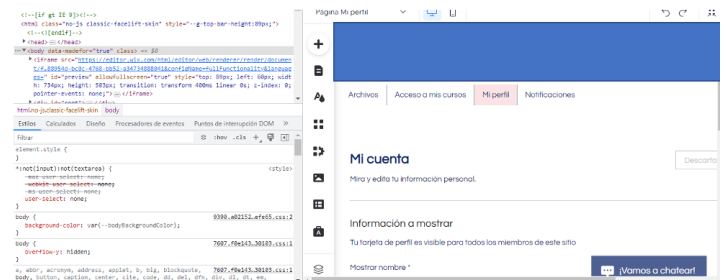 <!--[if gt IE 9]><!-->
<html class="no-js classic-facelift-skin" style="--g-top-bar-height:89px;">
<!--<![endif]-->
<head> </head>
<body data-madefor="true" class> == $0
<iframe src="https://editor.wix.com/html/editor/web/renderer/docum
languag
es=" id="preview" allowfullscreen="true" style="top: 89px; left: 60px; widt
h: 734px; height: 503px; transition: transform 400ms linear 0s; z-index: 0;
pointer-events: none;"> </iframe>
html.no-js.classic-facelift-skin body
Estilos Calculados Diseño Procesadores de eventos Puntos de interrupción DOM »
Filtrar :hov .cls +
element.style {
}
*:not(input):not(textarea) { <style>
-moz-user-select: none;
-webkit-user-select: none;
-ms-user-select: none;
user-select: none;
}
body {
background-color: var(--bodyBackgroundColor);
}
body {
overflow-y: hidden;
}
a, abbr, acronym, address, applet, b, big, blockquote,
body, button, caption, center, cite, code, dd, del, dfn, div, dl, dt, em,
Página Mi perfil
Archivos Acceso a mis cursos Mi perfil Notificaciones
Mi cuenta
Descarta
Mira y edita tu información personal.
Información a mostrar
Tu tarjeta de perfil es visible para todos los miembros de este sitio
Mostrar nombre *
¡Vamos a chatear!